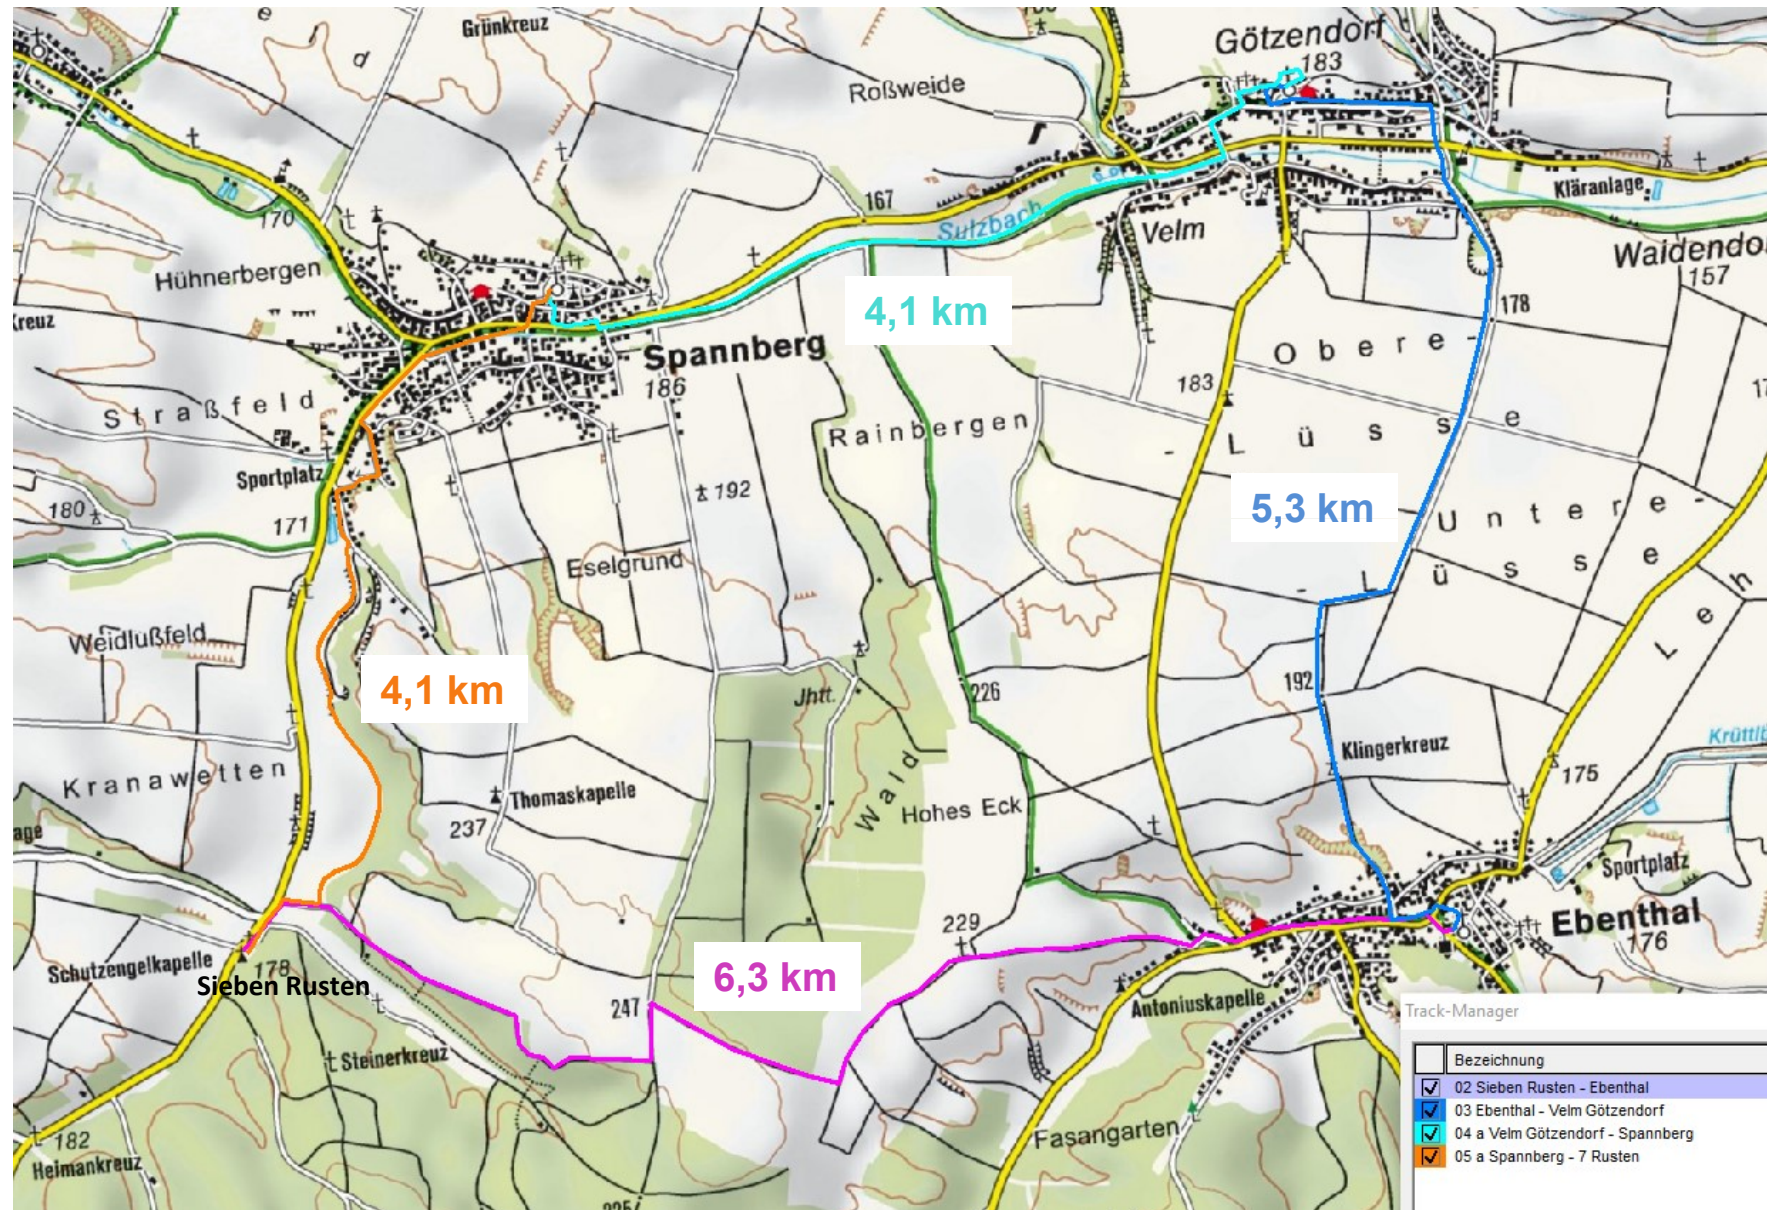 Grünkreuz
Götzendorf
183
Roßweide
170
167
Kläranlage
Sulzbach
Velm
Waidendo
157
Hühnerbergen
Kreuz
4,1 km
178
Spannberg
186
Obere-
183
Straßfeld
Rainbergen
- Lüsse
Sportplatz
192
5,3 km
180
171
Untere-
Eselgrund
- Lüsse
Leh
Weidlußfeld
4,1 km
Jhtt.
226
192
Klingerkreuz
Kranawetten
Thomaskapelle
175
237
Wald
Hohes Eck
Sportplatz
229
Ebenthal
176
Schutzengelkapelle
178
Sieben Rusten
6,3 km
247
Antoniuskapelle
Steinerkreuz
Fasangarten
182
Heimankreuz
Track-Manager
Bezeichnung
02 Sieben Rusten - Ebenthal
03 Ebenthal - Velm Götzendorf
04 a Velm Götzendorf - Spannberg
05 a Spannberg - 7 Rusten